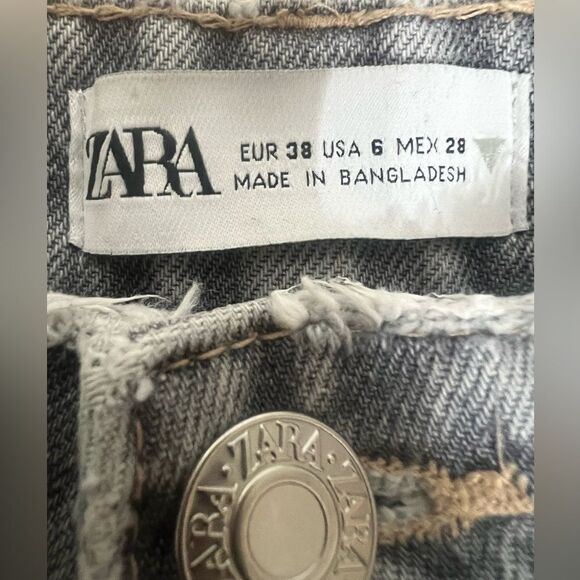 ZARA
EUR 38 USA 6 MEX 28
MADE IN BANGLADESH
ZARA · ZARA · ZARA